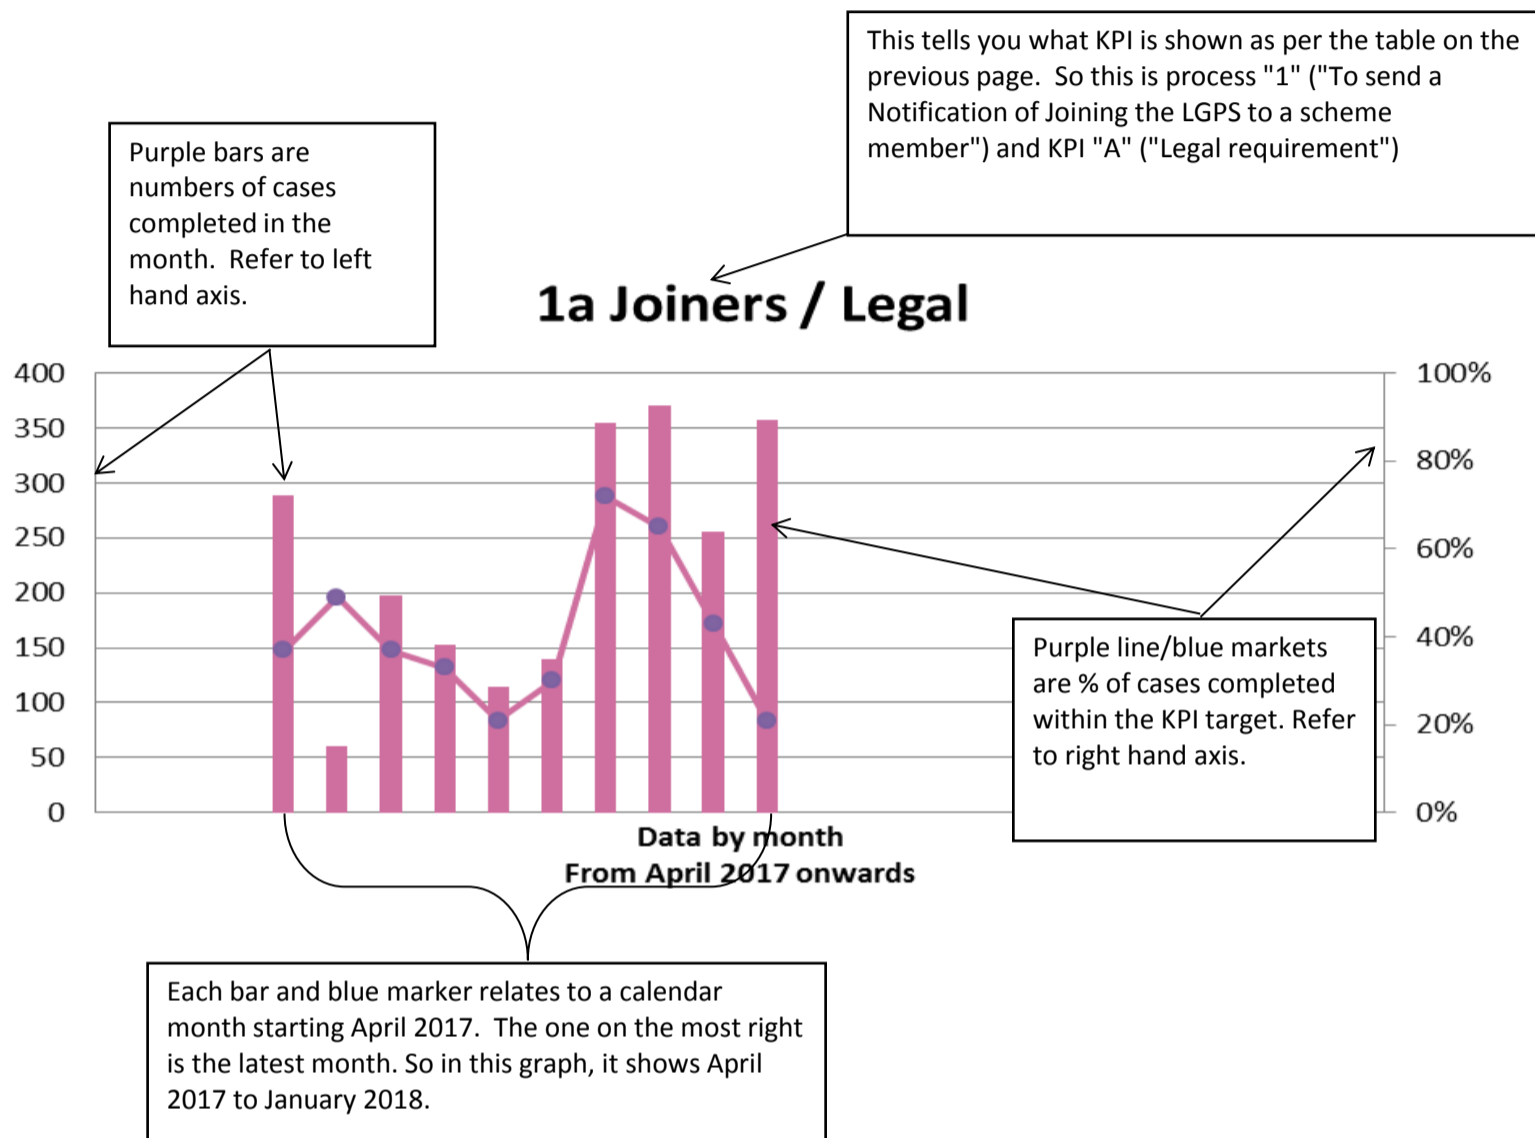 This tells you what KPI is shown as per the table on the
previous page.  So this is process "1" ("To send a
Notification of Joining the LGPS to a scheme
member") and KPI "A" ("Legal requirement")
Purple bars are
numbers of cases
completed in the
month.  Refer to left
hand axis.
1a Joiners / Legal
400
350
300
250
200
150
100
50
0
100%
80%
60%
40%
20%
0%
Purple line/blue markets
are % of cases completed
within the KPI target. Refer
to right hand axis.
Data by month
From April 2017 onwards
Each bar and blue marker relates to a calendar
month starting April 2017.  The one on the most right
is the latest month. So in this graph, it shows April
2017 to January 2018.